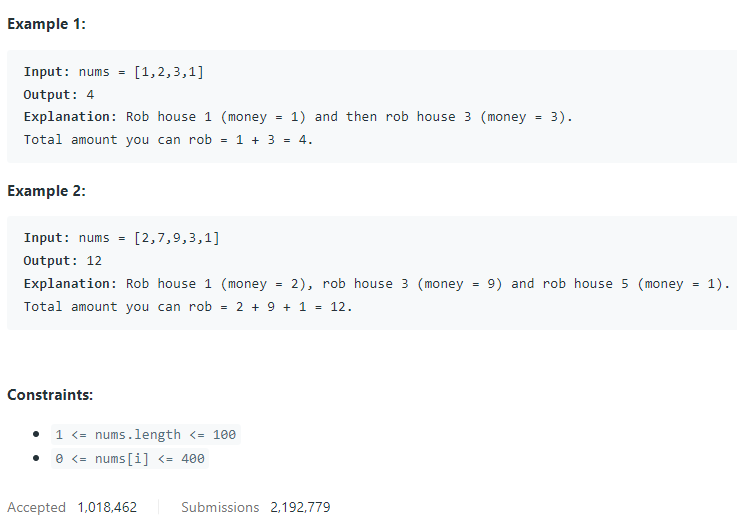 Example 1:
Input: nums = [1,2,3,1]
Output: 4
Explanation: Rob house 1 (money = 1) and then rob house 3 (money = 3).
Total amount you can rob = 1 + 3 = 4.
Example 2:
Input: nums = [2,7,9,3,1]
Output: 12
Explanation: Rob house 1 (money = 2), rob house 3 (money = 9) and rob house 5 (money = 1).
Total amount you can rob = 2 + 9 + 1 = 12.
Constraints:
• 1 <= nums.length <= 100
• 0 <= nums[i] <= 400
Accepted 1,018,462 Submissions 2,192,779